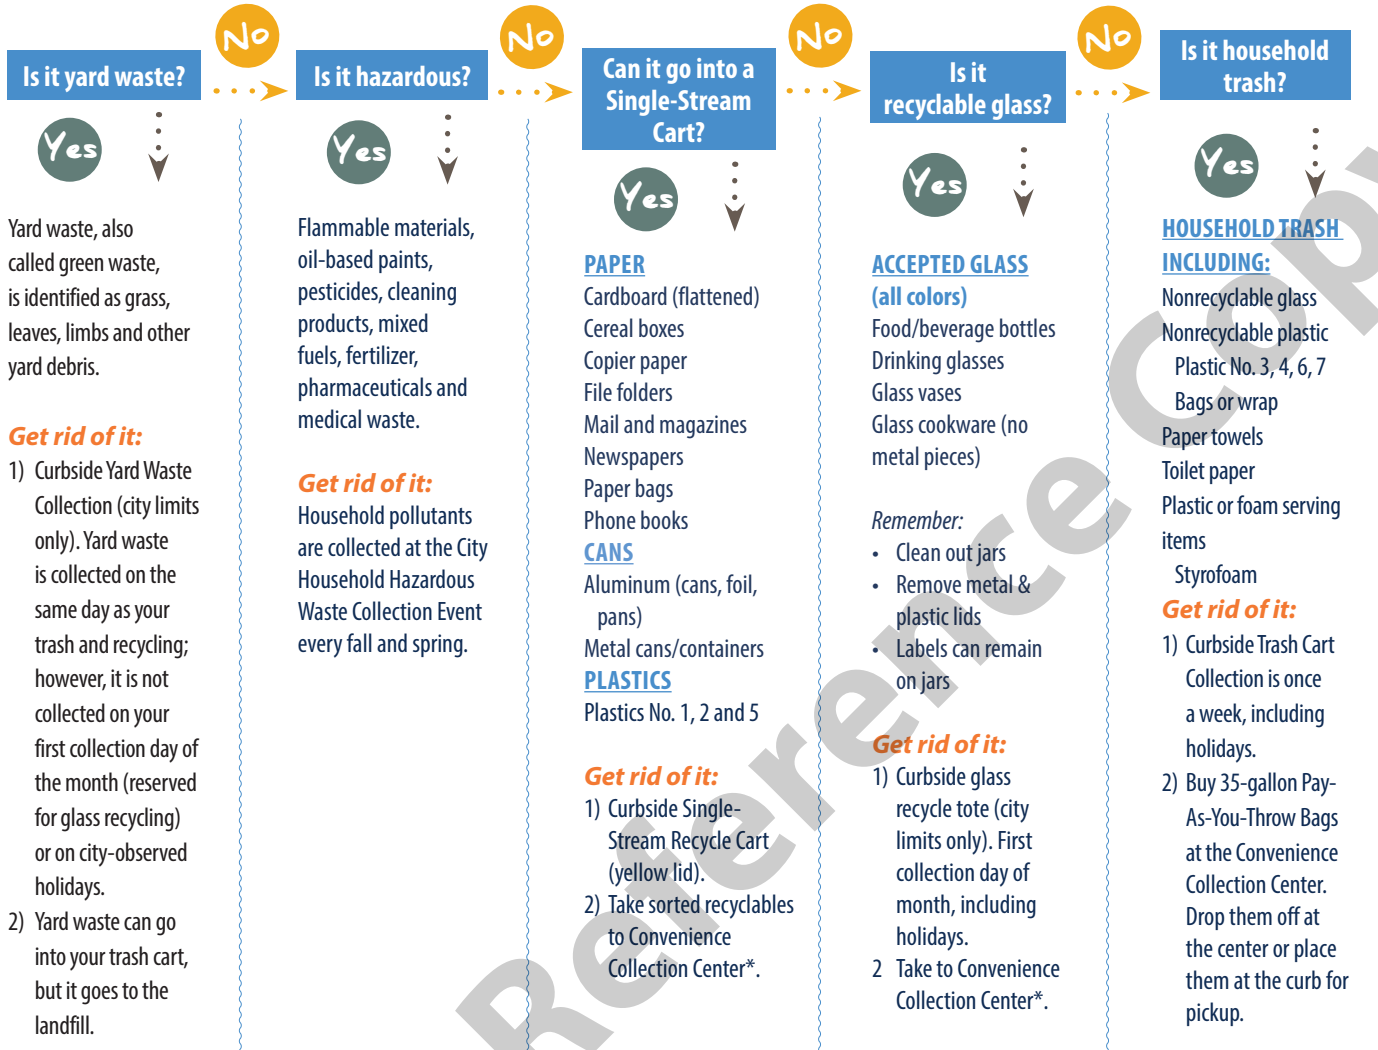 Is it yard waste?
Yes
Yard waste, also
called green waste,
is identified as grass,
leaves, limbs and other
yard debris.
Get rid of it:
1) Curbside Yard Waste
Collection (city limits
only). Yard waste
is collected on the
same day as your
trash and recycling;
however, it is not
collected on your
first collection day of
the month (reserved
for glass recycling)
or on city-observed
holidays.
2) Yard waste can go
into your trash cart,
but it goes to the
landfill.
No
Is it hazardous?
Yes
Flammable materials,
oil-based paints,
pesticides, cleaning
products, mixed
fuels, fertilizer,
pharmaceuticals and
medical waste.
Get rid of it:
Household pollutants
are collected at the City
Household Hazardous
Waste Collection Event
every fall and spring.
No
Can it go into a
Single-Stream
Cart?
Yes
PAPER
Cardboard (flattened)
Cereal boxes
Copier paper
File folders
Mail and magazines
Newspapers
Paper bags
Phone books
CANS
Aluminum (cans, foil,
pans)
Metal cans/containers
PLASTICS
Plastics No. 1, 2 and 5
Get rid of it:
1) Curbside Single-
Stream Recycle Cart
(yellow lid).
2) Take sorted recyclables
to Convenience
Collection Center*.
No
Is it
recyclable glass?
Yes
ACCEPTED GLASS
(all colors)
Food/beverage bottles
Drinking glasses
Glass vases
Glass cookware (no
metal pieces)
Remember:
• Clean out jars
• Remove metal &
plastic lids
• Labels can remain
on jars
Get rid of it:
1) Curbside glass
recycle tote (city
limits only). First
collection day of
month, including
holidays.
2 Take to Convenience
Collection Center*.
No
Is it household
trash?
Yes
HOUSEHOLD TRASH
INCLUDING:
Nonrecyclable glass
Nonrecyclable plastic
Plastic No. 3, 4, 6, 7
Bags or wrap
Paper towels
Toilet paper
Plastic or foam serving
items
Styrofoam
Get rid of it:
1) Curbside Trash Cart
Collection is once
a week, including
holidays.
2) Buy 35-gallon Pay-
As-You-Throw Bags
at the Convenience
Collection Center.
Drop them off at
the center or place
them at the curb for
pickup.
Reference Copy